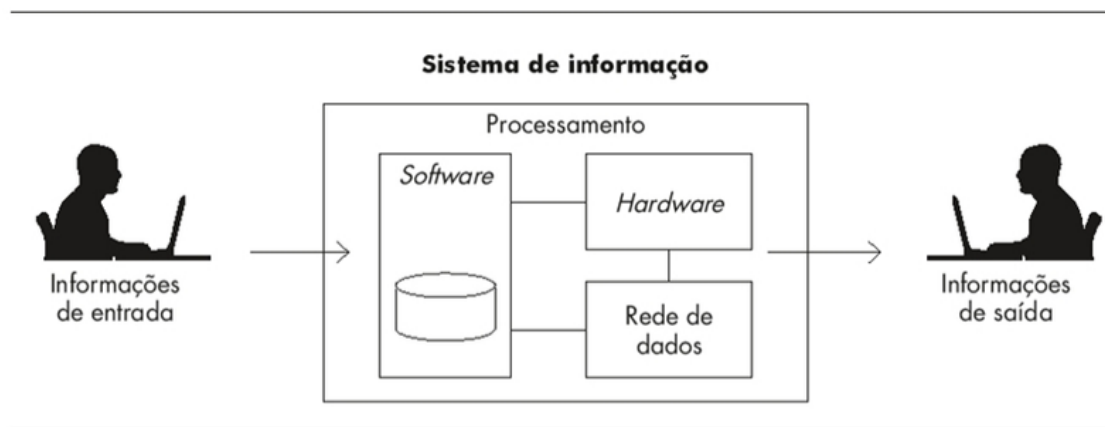 Sistema de informação
Processamento
Software
Hardware
Rede de
dados
Informações
de entrada
Informações
de saída